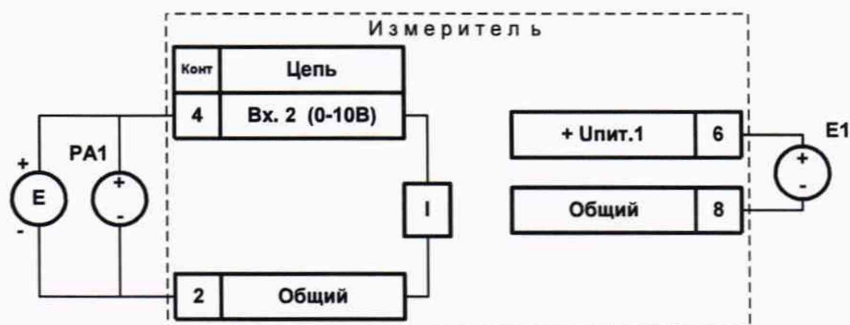 Измеритель
Конт Цепь
4 Вх. 2 (0-10В)
+ Uпит.1 6
E1
PA1
+
+
+
E
-
-
-
I
Общий 8
2 Общий